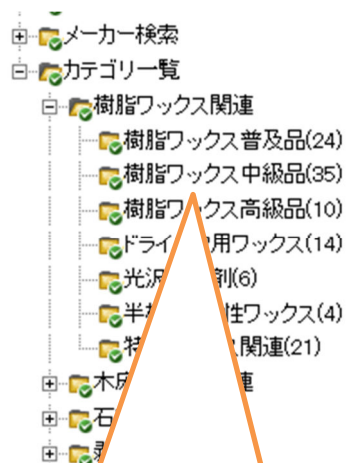 メーカー検索
カテゴリ一覧
樹脂ワックス関連
樹脂ワックス普及品(24)
樹脂ワックス中級品(35)
樹脂ワックス高級品(10)
ドライ 用ワックス(14)
光沢 剤(6)
半 性ワックス(4)
特 関連(21)
木床 連
石